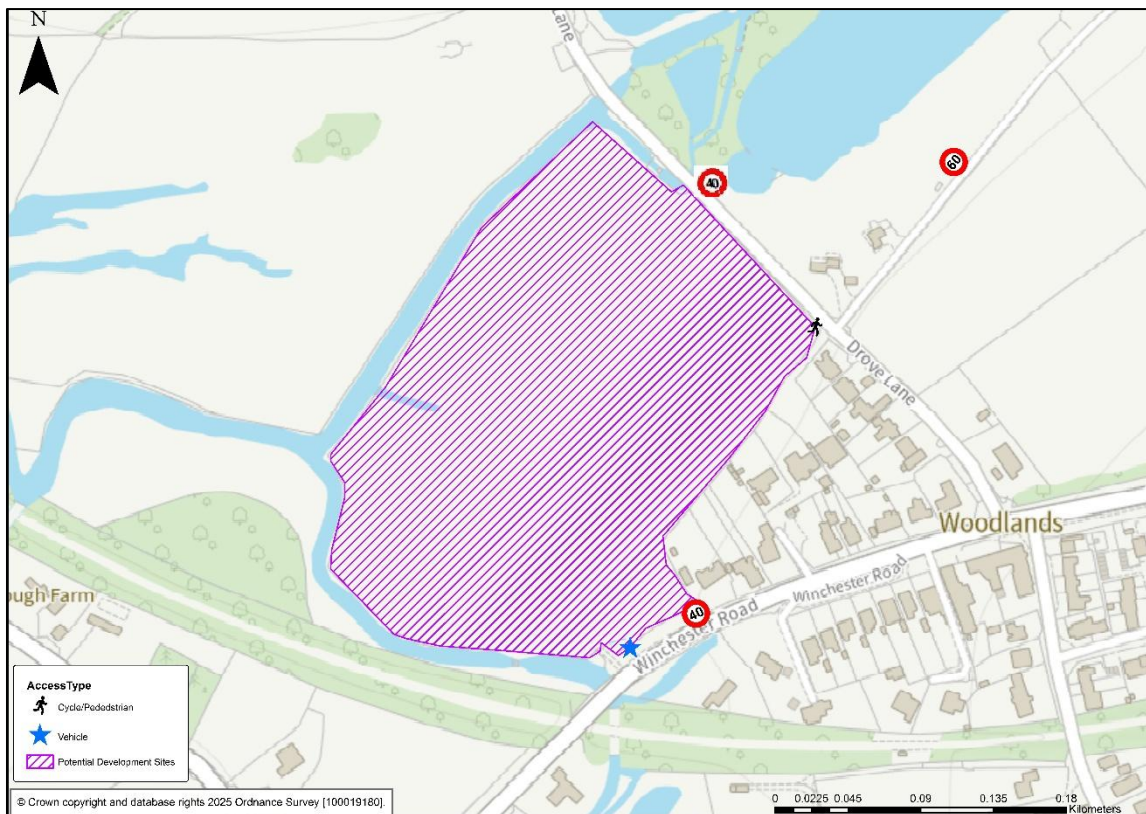 N
Lane
40
60
Drove Lane
Woodlands
Winchester Road
40
Winchester Road
ough Farm
AccessType
Cycle/Pededstrian
Vehicle
Potential Development Sites
© Crown copyright and database rights 2025 Ordnance Survey [100019180].
0 0.0225 0.045 0.09 0.135 0.18
Kilometers